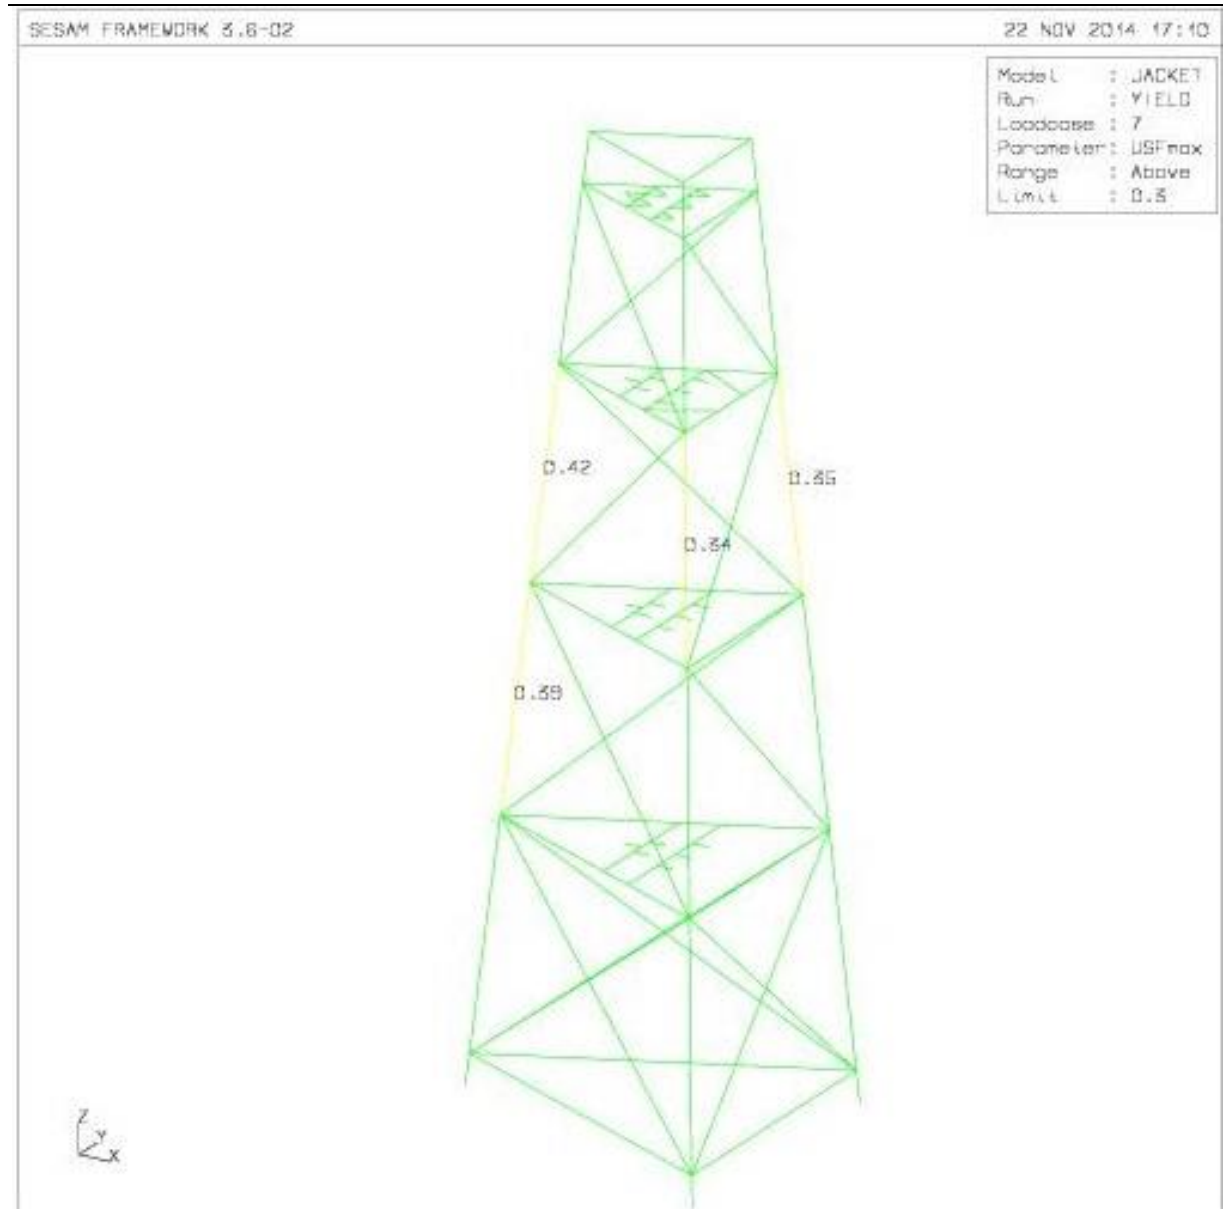 SESAM FRAMEWORK 3.6-02
22 NOV 2014 17:10
Model : JACKET
Run : YIELD
Loadcase : 7
Parameter: USFmax
Range : Above
Limit : 0.3
0.42
0.35
0.34
0.39
Z
Y
X